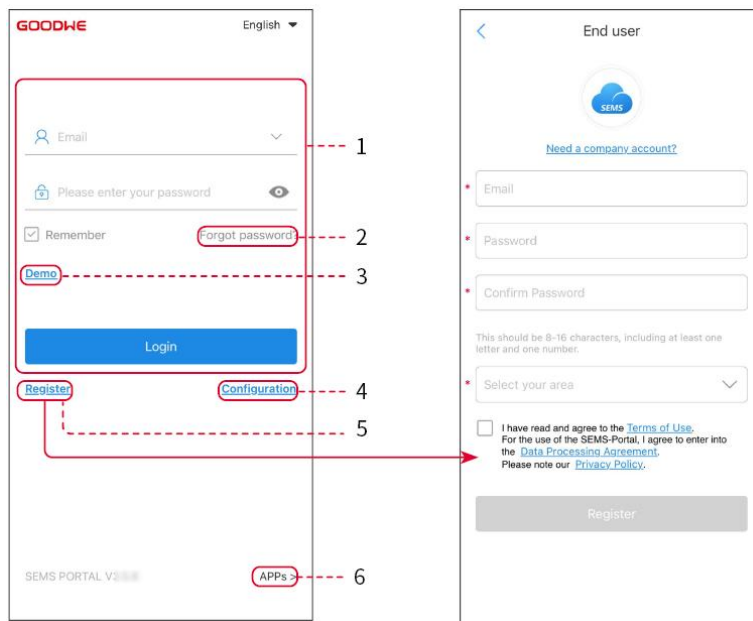 GOODWE
English
Email
1
Please enter your password
Remember
Forgot password?
2
Demo
3
Login
Register
Configuration
4
5
SEMS PORTAL
APPs >
6
End user
SEMS
Need a company account?
* Email
* Password
* Confirm Password
This should be 8-16 characters, including at least one
letter and one number.
* Select your area
I have read and agree to the Terms of Use.
For the use of the SEMS-Portal, I agree to enter into
the Data Processing Agreement.
Please note our Privacy Policy.
Register